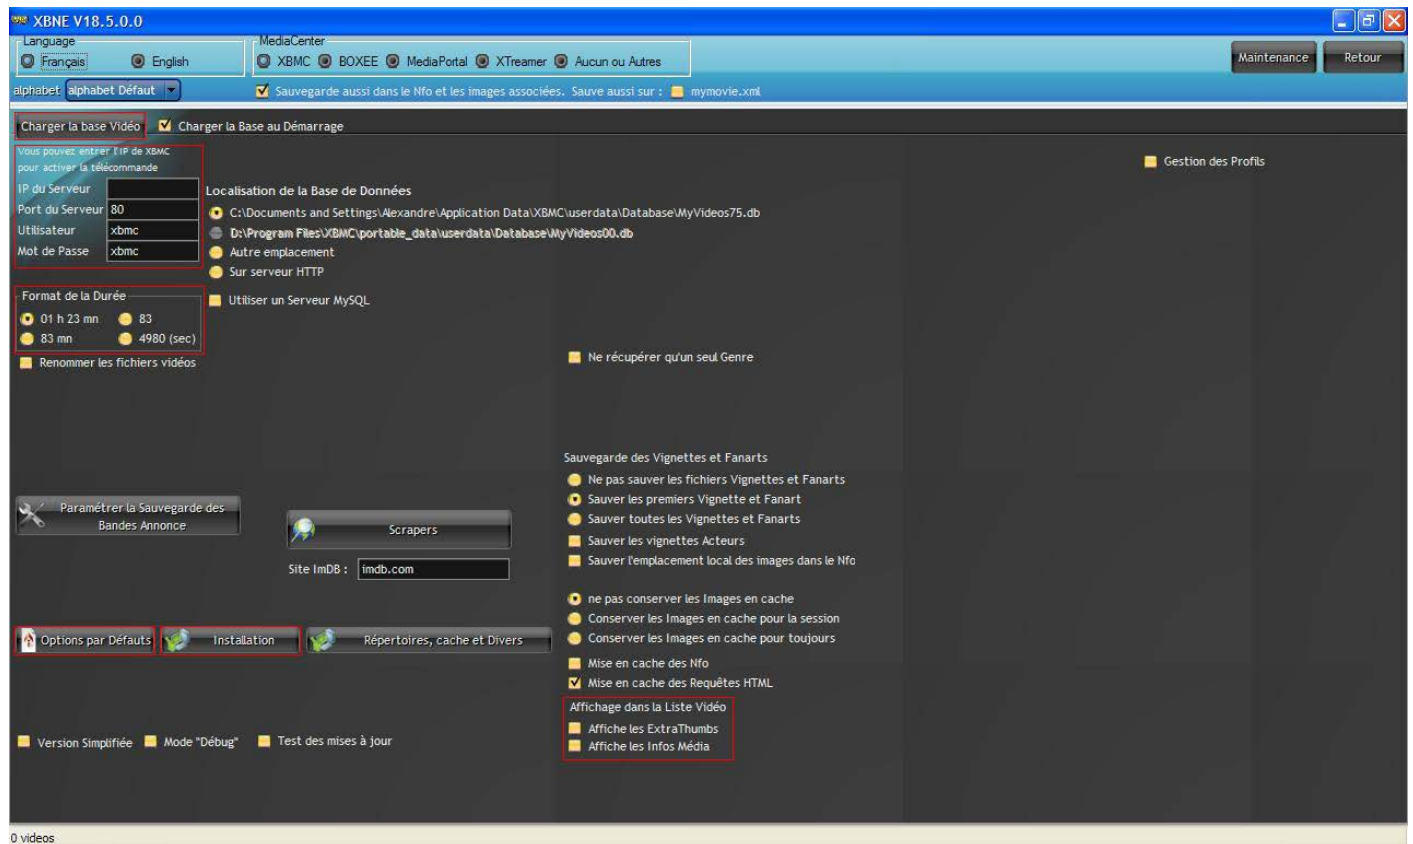 XBNE V18.5.0.0
Language
MediaCenter
Français English
XBMC BOXEE MediaPortal XTreamer Aucun ou Autres
Maintenance Retour
alphabet alphabet Défaut
Sauvegarde aussi dans le Nfo et les images associées. Sauve aussi sur : mymovie.xml
Charger la base Vidéo Charger la Base au Démarrage
Vous pouvez entrer l'IP de XBMC
pour activer la télécommande
Gestion des Profils
IP du Serveur
Port du Serveur 80
Utilisateur xbmc
Mot de Passe xbmc
Localisation de la Base de Données
C:\Documents and Settings\Alexandre\Application Data\XBMC\userdata\Database\MyVideos75.db
D:\Program Files\XBMC\portable_data\userdata\Database\MyVideos00.db
Autre emplacement
Sur serveur HTTP
Utiliser un Serveur MySQL
Format de la Durée
01 h 23 mn 83
83 mn 4980 (sec)
Renommer les fichiers vidéos
Ne récupérer qu'un seul Genre
Sauvegarde des Vignettes et Fanarts
Ne pas sauver les fichiers Vignettes et Fanarts
Sauver les premiers Vignette et Fanart
Sauver toutes les Vignettes et Fanarts
Sauver les vignettes Acteurs
Sauver l'emplacement local des images dans le Nfo
Paramétrer la Sauvegarde des
Bandes Annonce
Scrapers
Site ImDB : imdb.com
ne pas conserver les Images en cache
Conserver les Images en cache pour la session
Conserver les Images en cache pour toujours
Options par Défauts Installation Répertoires, cache et Divers
Mise en cache des Nfo
Mise en cache des Requêtes HTML
Affichage dans la Liste Vidéo
Affiche les ExtraThumbs
Affiche les Infos Média
Version Simplifiée Mode "Débug" Test des mises à jour
0 videos